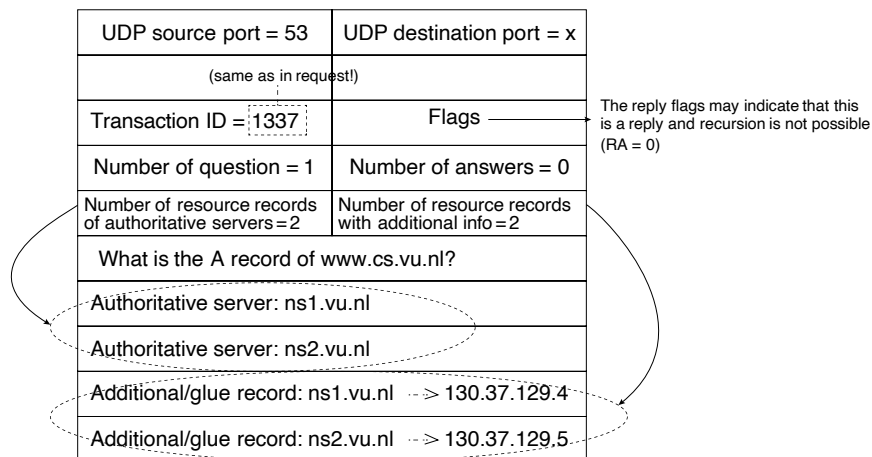 UDP source port = 53
UDP destination port = x
(same as in request!)
Transaction ID = 1337
Flags
The reply flags may indicate that this
is a reply and recursion is not possible
(RA = 0)
Number of question = 1
Number of answers = 0
Number of resource records
of authoritative servers = 2
Number of resource records
with additional info = 2
What is the A record of www.cs.vu.nl?
Authoritative server: ns1.vu.nl
Authoritative server: ns2.vu.nl
Additional/glue record: ns1.vu.nl -> 130.37.129.4
Additional/glue record: ns2.vu.nl -> 130.37.129.5